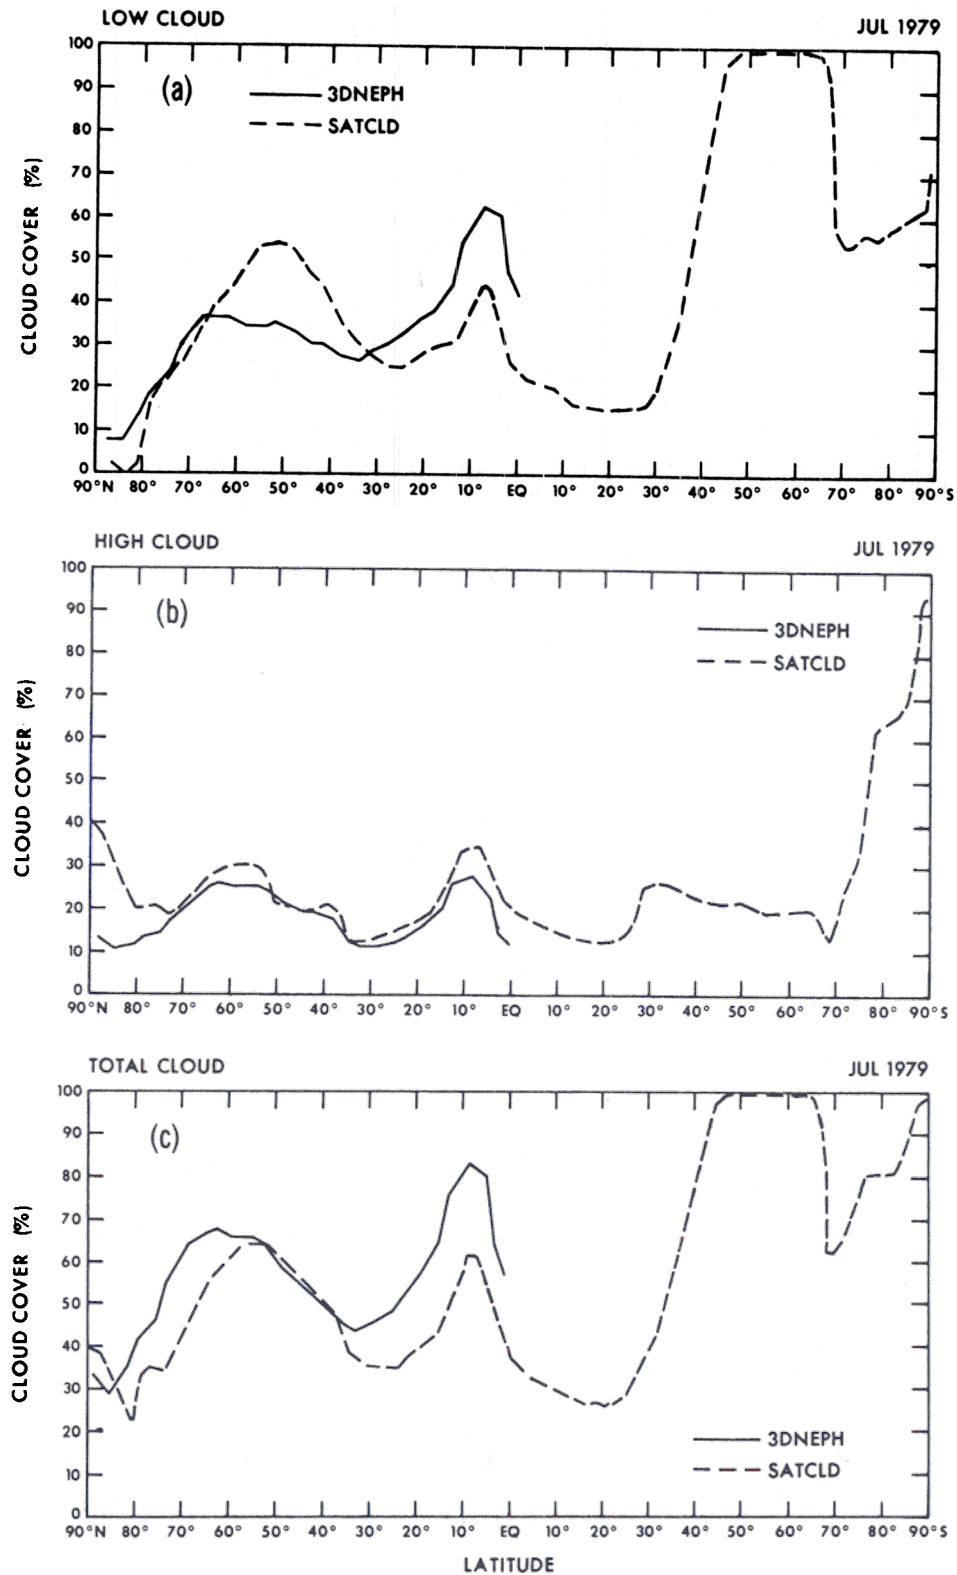 LOW CLOUD JUL 1979
100
(a)
90
3DNEPH
80
SATCLD
70
60
50
40
30
20
10
0
CLOUD COVER (%)
90°N 80° 70° 60° 50° 40° 30° 20° 10° EQ 10° 20° 30° 40° 50° 60° 70° 80° 90°S
HIGH CLOUD JUL 1979
100
(b)
90
3DNEPH
80
SATCLD
70
60
50
40
30
20
10
0
CLOUD COVER (%)
90°N 80° 70° 60° 50° 40° 30° 20° 10° EQ 10° 20° 30° 40° 50° 60° 70° 80° 90°S
TOTAL CLOUD JUL 1979
100
(c)
90
80
70
60
50
40
30
20
10
0
3DNEPH
SATCLD
CLOUD COVER (%)
90°N 80° 70° 60° 50° 40° 30° 20° 10° EQ 10° 20° 30° 40° 50° 60° 70° 80° 90°S
LATITUDE